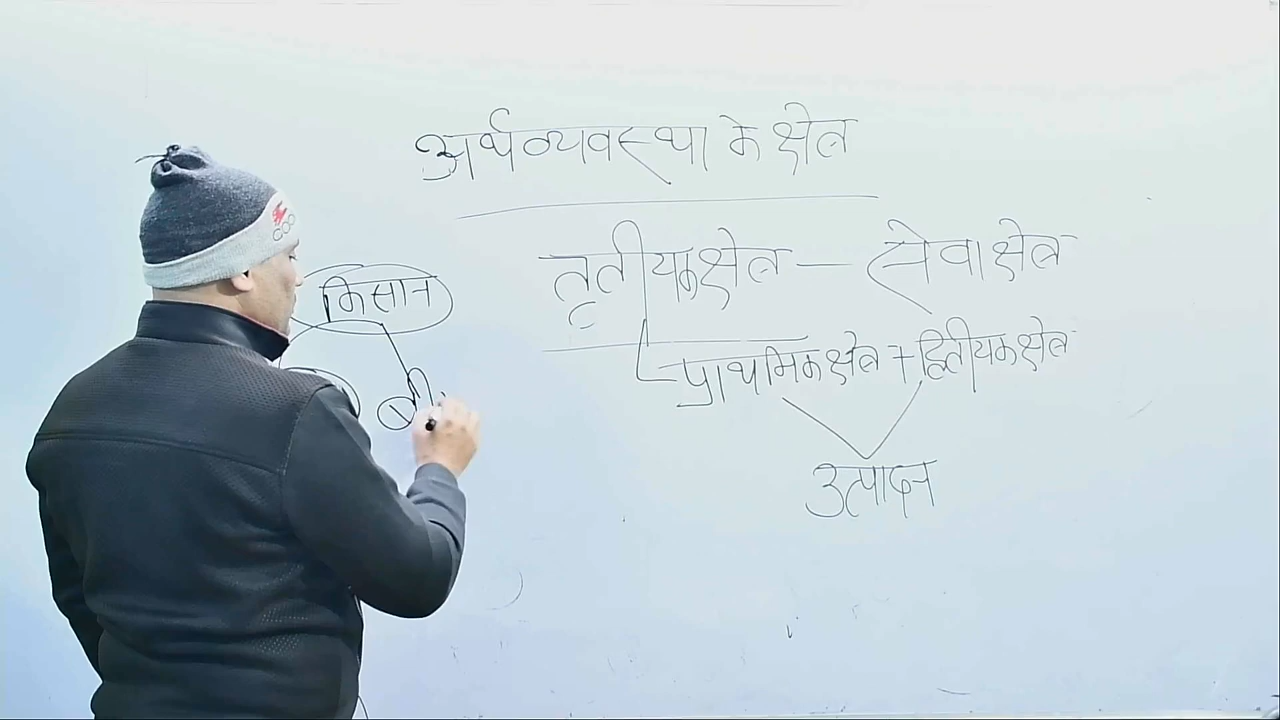 अर्थव्यवस्था के क्षेत्र
तृतीयक क्षेत्र — सेवा क्षेत्र
किसान
प्राथमिक क्षेत्र + द्वितीयक क्षेत्र
उत्पादन